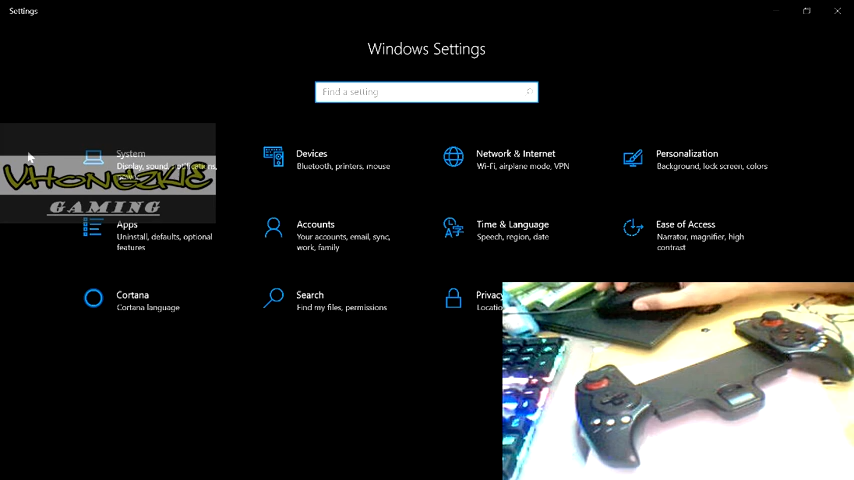 Settings
Windows Settings
Find a setting
System
Display, sound, notifications,
VHONEZKIE
GAMING
Devices
Bluetooth, printers, mouse
Network & Internet
Wi-Fi, airplane mode, VPN
Personalization
Background, lock screen, colors
Apps
Uninstall, defaults, optional
features
Accounts
Your accounts, email, sync,
work, family
Time & Language
Speech, region, date
Ease of Access
Narrator, magnifier, high
contrast
Cortana
Cortana language
Search
Find my files, permissions